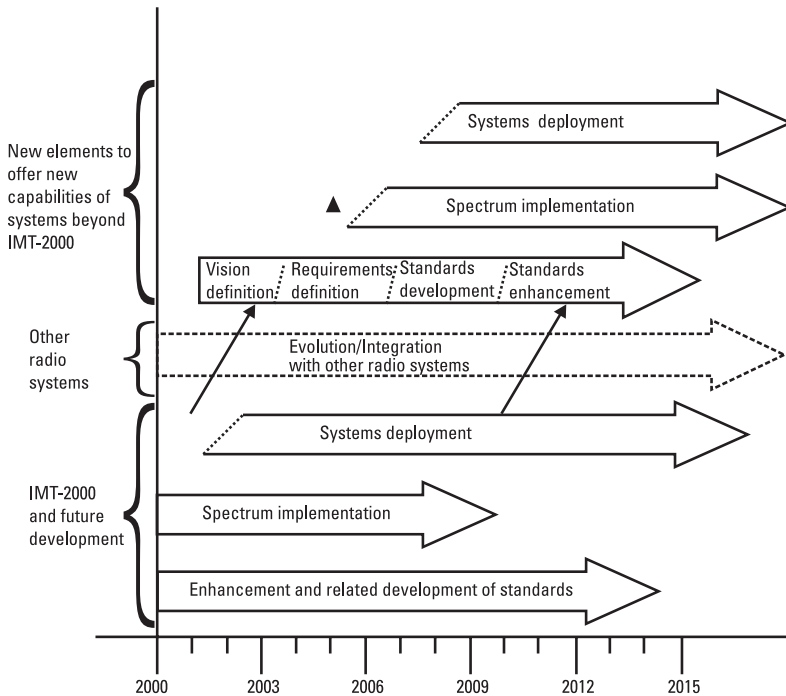 Systems deployment
New elements to
offer new
capabilities of
systems beyond
IMT-2000
Spectrum implementation
Vision
definition
Requirements
definition
Standards
development
Standards
enhancement
Other
radio
systems
Evolution/Integration
with other radio systems
Systems deployment
IMT-2000
and future
development
Spectrum implementation
Enhancement and related development of standards
2000 2003 2006 2009 2012 2015